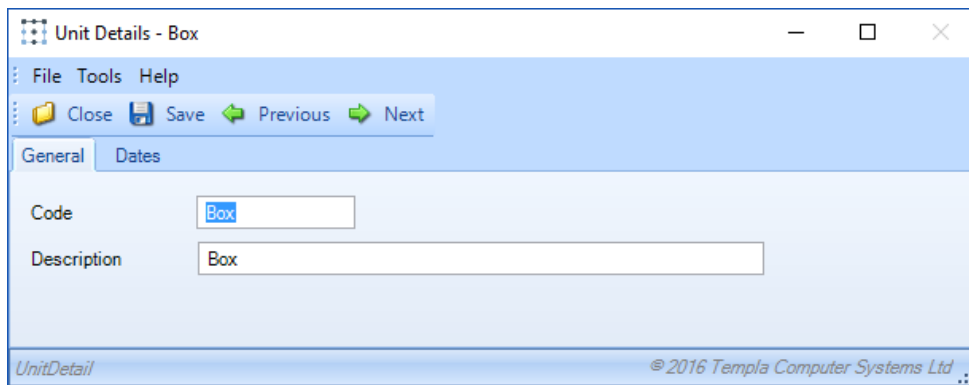 Unit Details - Box
File Tools Help
Close Save Previous Next
General Dates
Code Box
Description Box
UnitDetail © 2016 Templa Computer Systems Ltd